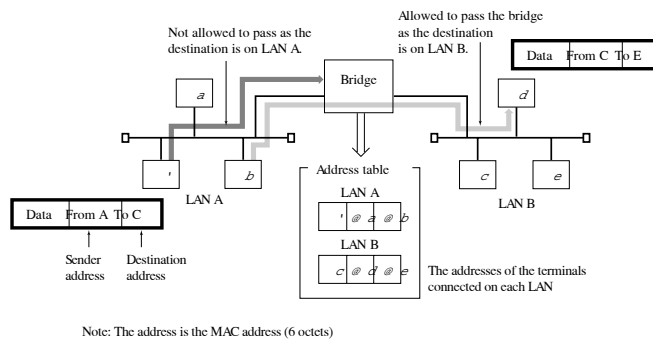 Not allowed to pass as the
destination is on LAN A.
Allowed to pass the bridge
as the destination
is on LAN B.
Data From C To E
Bridge
a
d
' 
b
c
e
LAN A
LAN B
Address table
LAN A
' @ a @ b
LAN B
c @ d @ e
Data From A To C
Sender
address
Destination
address
The addresses of the terminals
connected on each LAN
Note: The address is the MAC address (6 octets)